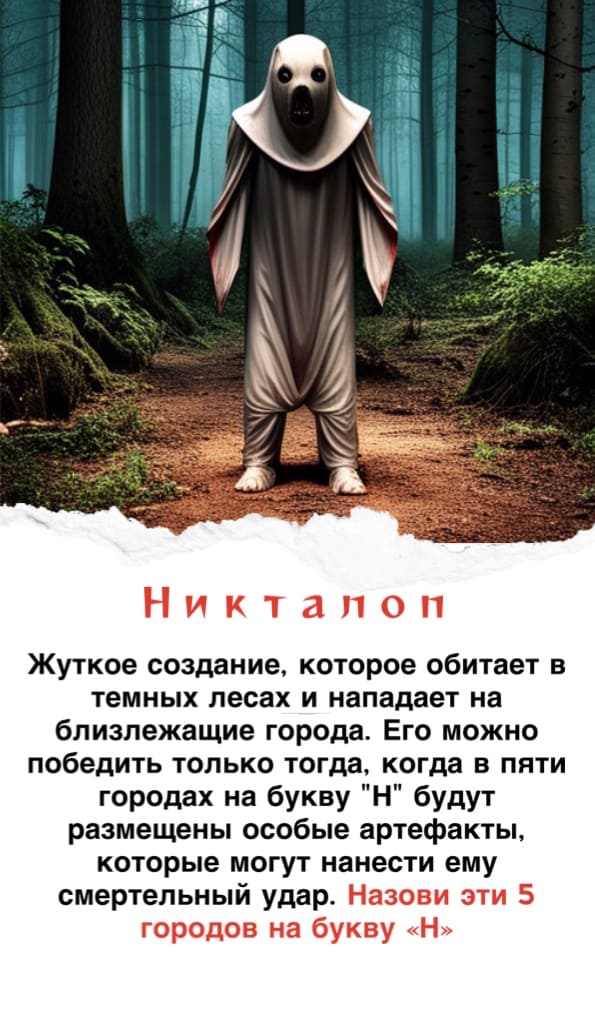 Никталоп
Жуткое создание, которое обитает в
темных лесах и нападает на
близлежащие города. Его можно
победить только тогда, когда в пяти
городах на букву "Н" будут
размещены особые артефакты,
которые могут нанести ему
смертельный удар. Назови эти 5
городов на букву «Н»